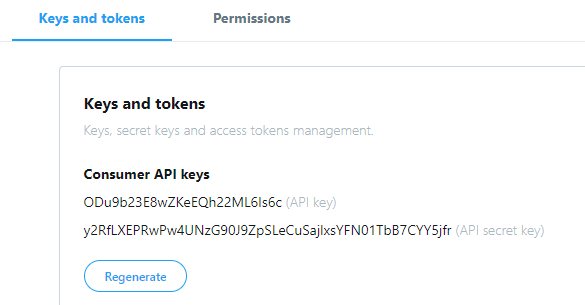 Keys and tokens Permissions
Keys and tokens
Keys, secret keys and access tokens management.
Consumer API keys
ODu9b23E8wZKeEQh22ML6Is6c (API key)
y2RfLXEPRwPw4UNzG90J9ZpSLeCuSajlxsYFN01TbB7CYY5jfr (API secret key)
Regenerate